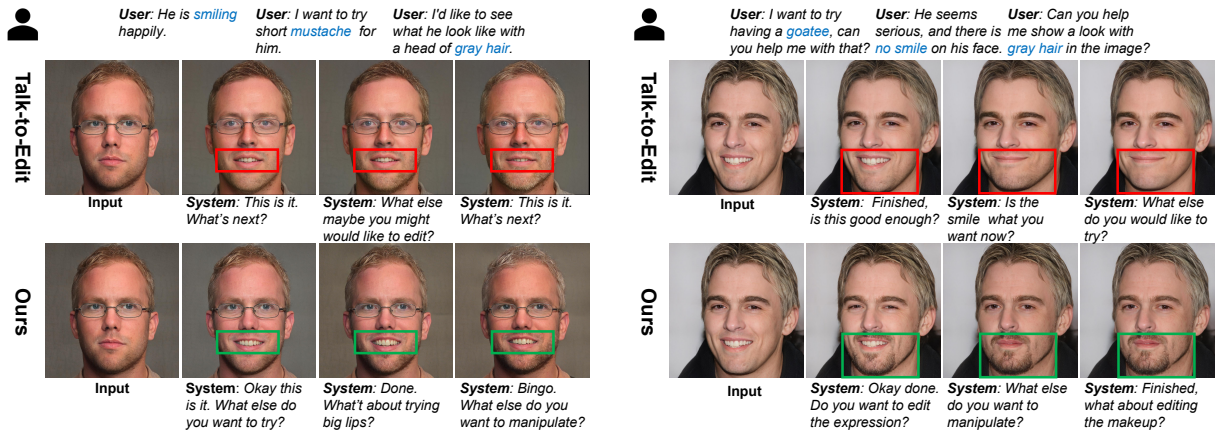 User: He is smiling
happily.
User: I want to try
short mustache for
him.
User: I'd like to see
what he look like with
a head of gray hair.
Talk-to-Edit
Input
System: This is it.
What's next?
System: What else
maybe you might
would like to edit?
System: This is it.
What's next?
Ours
Input
System: Okay this
is it. What else do
you want to try?
System: Done.
What't about trying
big lips?
System: Bingo.
What else do you
want to manipulate?
User: I want to try
having a goatee, can
you help me with that?
User: He seems
serious, and there is
no smile on his face.
User: Can you help
me show a look with
gray hair in the image?
Talk-to-Edit
Input
System: Finished,
is this good enough?
System: Is the
smile what you
want now?
System: What else
do you would like to
try?
Ours
Input
System: Okay done.
Do you want to edit
the expression?
System: What else
do you want to
manipulate?
System: Finished,
what about editing
the makeup?